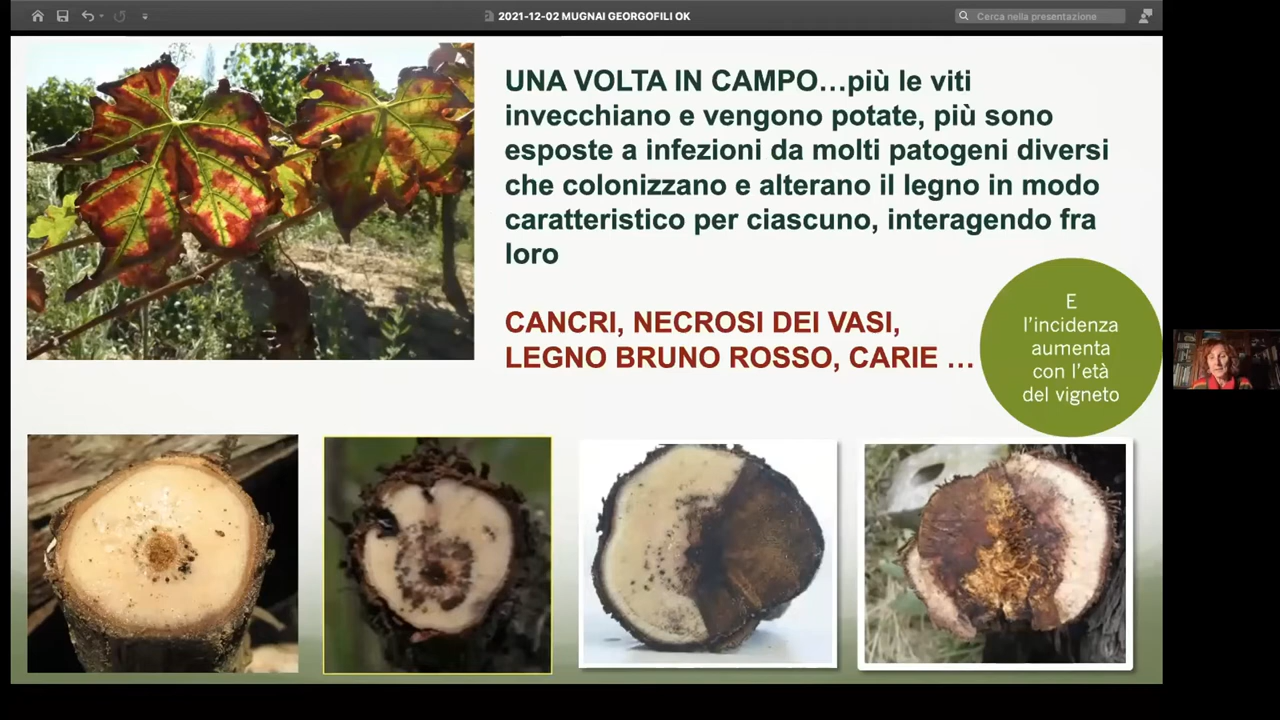 2021-12-02 MUGNAI GEORGOFILI OK
Cerca nella presentazione
UNA VOLTA IN CAMPO…più le viti
invecchiano e vengono potate, più sono
esposte a infezioni da molti patogeni diversi
che colonizzano e alterano il legno in modo
caratteristico per ciascuno, interagendo fra
loro
CANCRI, NECROSI DEI VASI,
LEGNO BRUNO ROSSO, CARIE …
E
l’incidenza
aumenta
con l’età
del vigneto